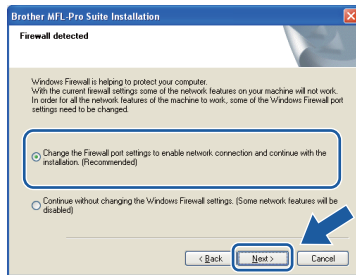 Brother MFL-Pro Suite Installation
Firewall detected
Windows Firewall is helping to protect your computer.
With the current firewall settings some of the network features on your machine will not work.
In order for all the network features of the machine to work, some of the Windows Firewall port
settings need to be changed.
Change the Firewall port settings to enable network connection and continue with the
installation. (Recommended)
Continue without changing the Windows Firewall settings. (Some network features will be
disabled)
< Back
Next >
Cancel